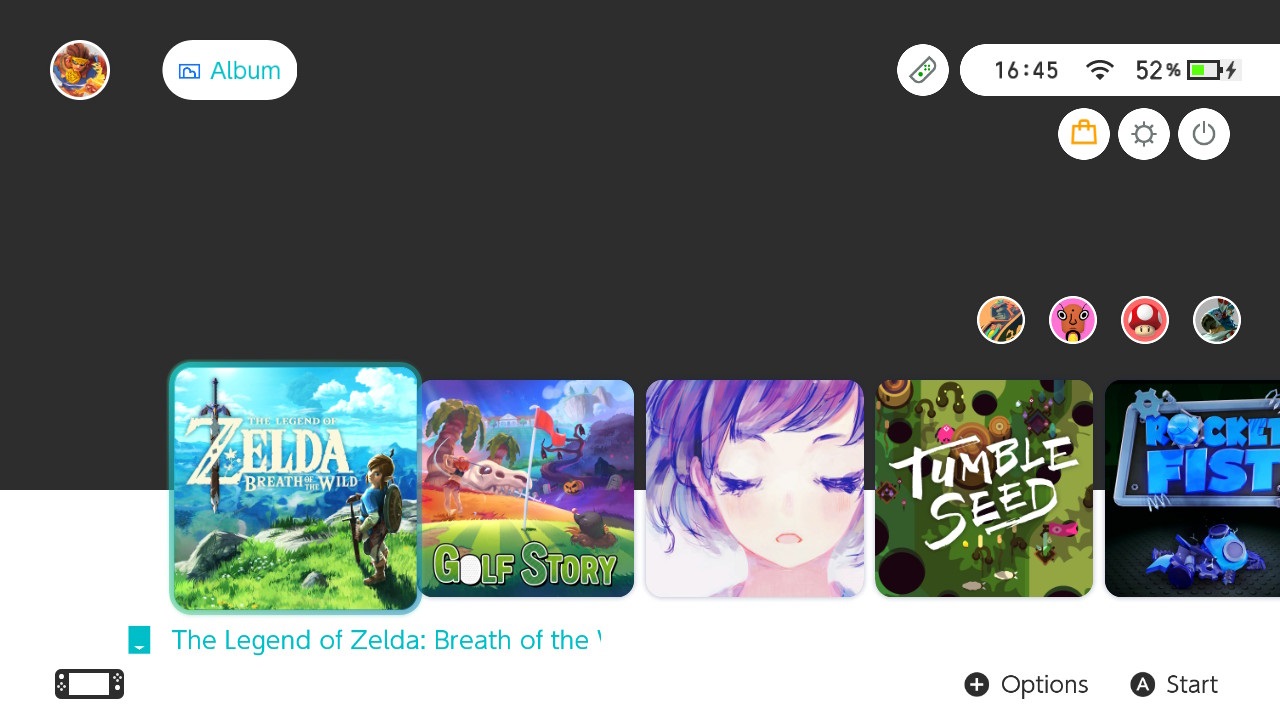 Album
16:45
52%
THE LEGEND OF
ZELDA
BREATH OF THE WILD
GOLF STORY
TUMBLE
SEED
ROCKET
FIST
The Legend of Zelda: Breath of the
Options
A Start